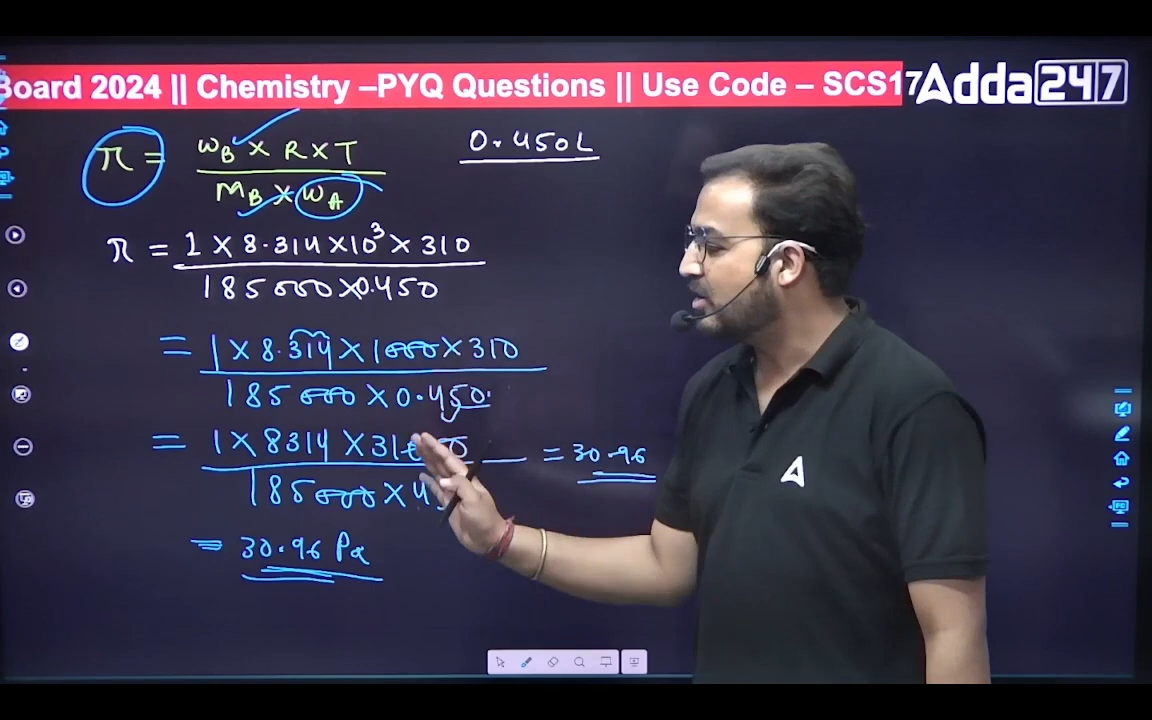 Board 2024 || Chemistry –PYQ Questions || Use Code – SCS17
Adda 247
π = W_B × R × T / M_B × W_A
0.450L
π = 1 × 8.314 × 10³ × 310 / 185000 × 0.450
= 1 × 8.314 × 1000 × 310 / 185000 × 0.450
= 1 × 8314 × 31 / 185000 × = 30.96
= 30.96 Pa